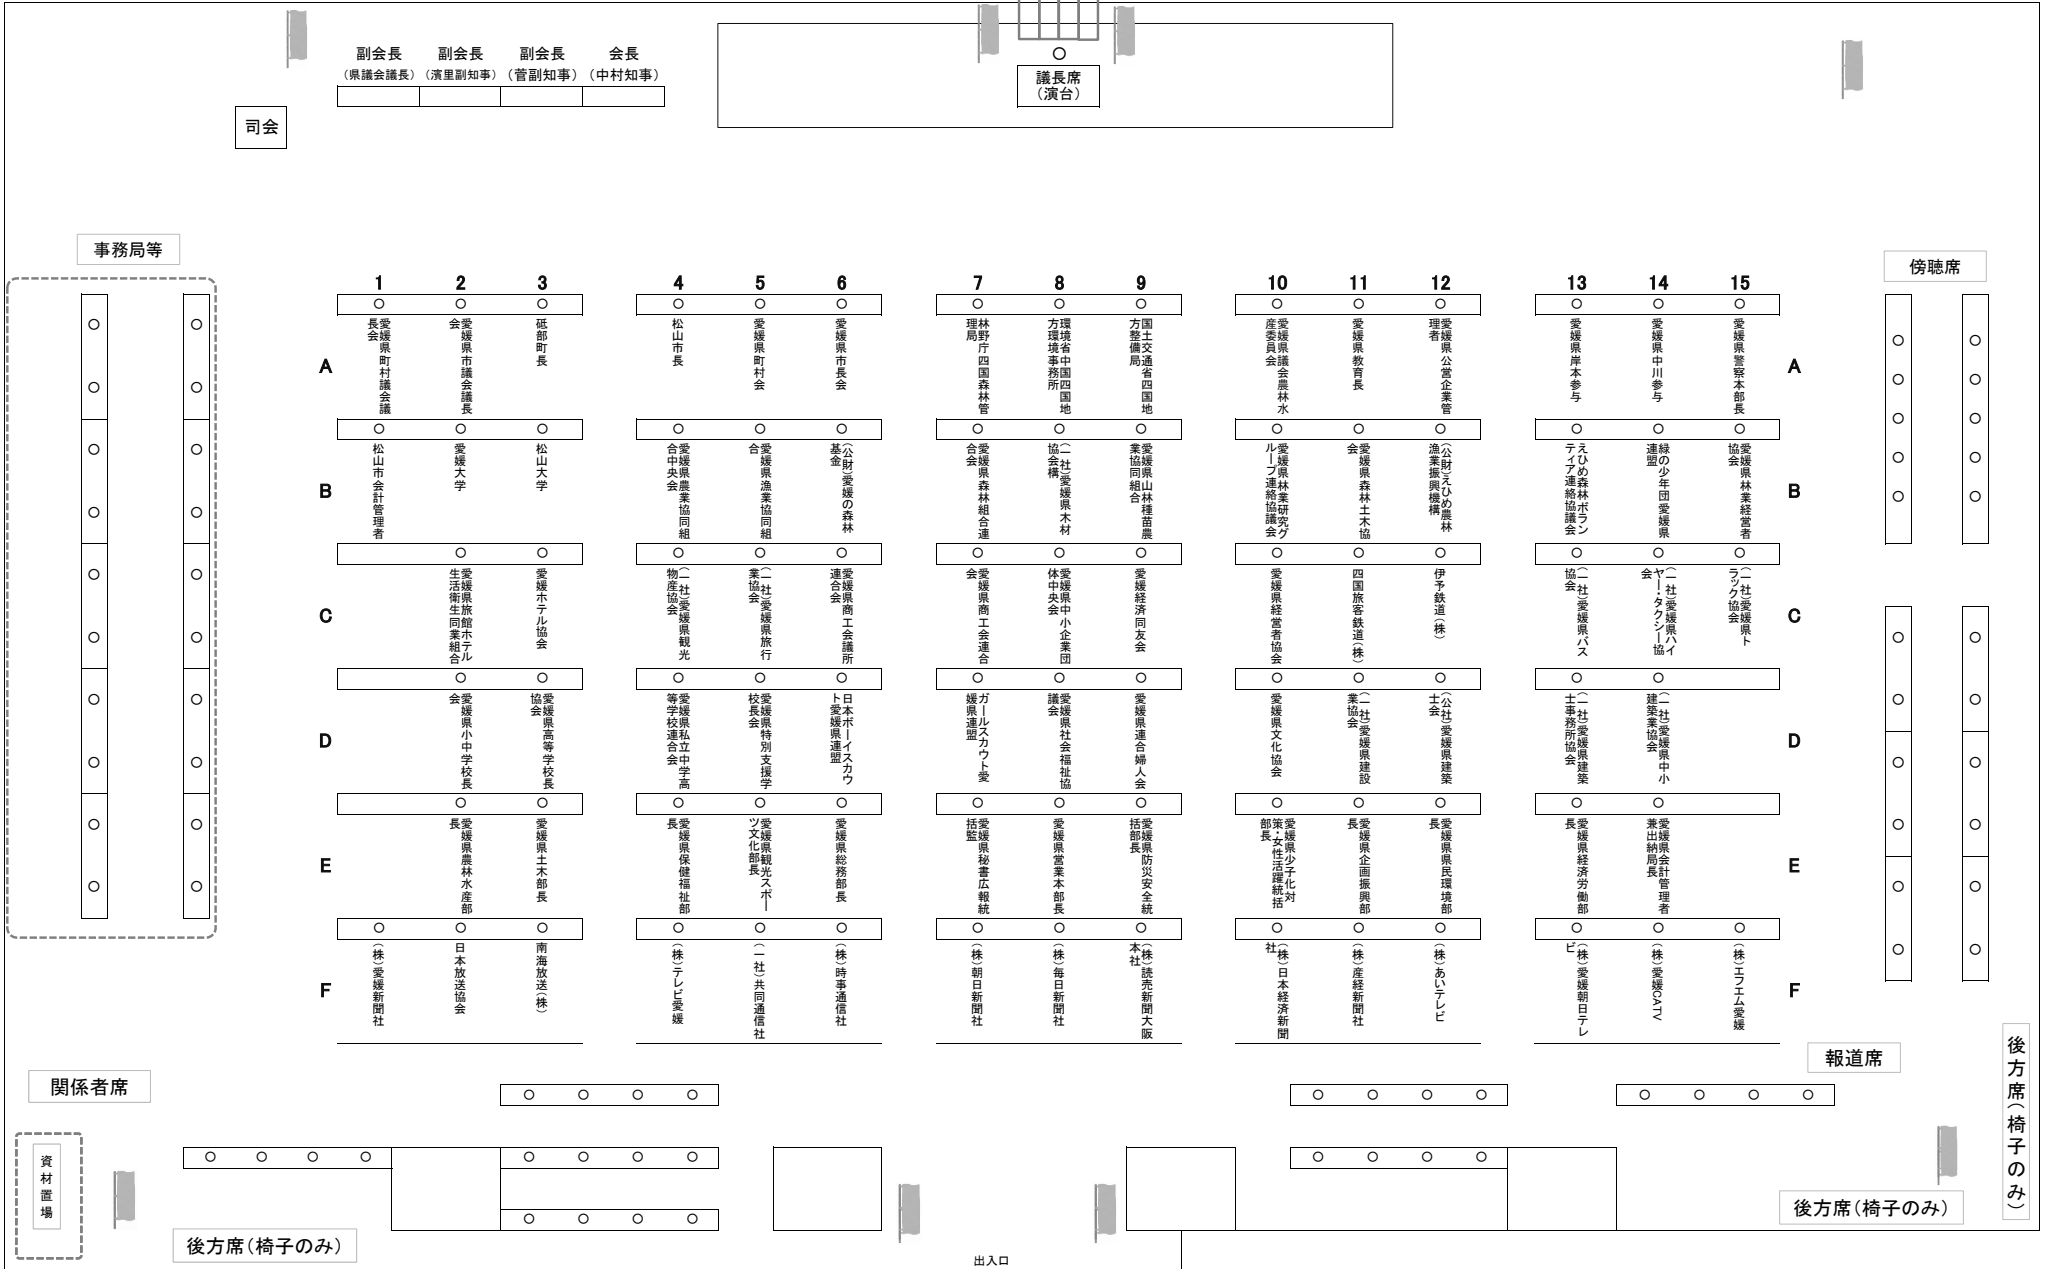 副会長
（県議会議長）
副会長
（濱里副知事）
副会長
（菅副知事）
会長
（中村知事）
議長席
（演台）
司会
事務局等
傍聴席
1
2
3
4
5
6
7
8
9
10
11
12
13
14
15
A
愛媛県町村議会議
長会
愛媛県市議会議長
会
砥部町長
松山市長
愛媛県町村会
愛媛県市長会
林野庁四国森林管
理局
環境省中国四国地
方環境事務所
国土交通省四国地
方整備局
愛媛県議会農林水
産委員会
愛媛県教育長
愛媛県公営企業管
理者
愛媛県岸本参与
愛媛県中川参与
愛媛県警察本部長
A
B
松山市会計管理者
愛媛大学
松山大学
愛媛県農業協同組
合中央会
愛媛県漁業協同組
合
（公財）愛媛の森林
基金
愛媛県森林組合連
合会
（一社）愛媛県木材
協会構
愛媛県山林種苗農
業協同組合
愛媛県林業研究グ
ループ連絡協議会
愛媛県森林土木協
会
（公財）えひめ農林
漁業振興機構
えひめ森林ボラン
ティア連絡協議会
緑の少年団愛媛県
連盟
愛媛県林業経営者
協会
B
C
愛媛県旅館ホテル
生活衛生同業組合
愛媛ホテル協会
（一社）愛媛県観光
物産協会
（一社）愛媛県旅行
業協会
愛媛県商工会議所
連合会
愛媛県商工会連合
会
愛媛県中小企業団
体中央会
愛媛経済同友会
愛媛県経営者協会
四国旅客鉄道（株）
伊予鉄道（株）
（一社）愛媛県バス
協会
（一社）愛媛県ハイ
ヤー・タクシー協
会
（一社）愛媛県ト
ラック協会
C
D
愛媛県小中学校長
会
愛媛県高等学校長
協会
愛媛県私立中学高
等学校連合会
愛媛県特別支援学
校長会
日本ボーイスカウ
ト愛媛県連盟
ガールスカウト愛
媛県連盟
愛媛県社会福祉協
議会
愛媛県連合婦人会
愛媛県文化協会
（一社）愛媛県建設
業協会
（公社）愛媛県建築
士会
（一社）愛媛県建築
士事務所協会
（一社）愛媛県中小
建築業協会
D
E
愛媛県農林水産部
長
愛媛県土木部長
愛媛県保健福祉部
長
愛媛県観光スポー
ツ文化部長
愛媛県総務部長
愛媛県秘書広報統
括監
愛媛県営業本部長
愛媛県防災安全統
括部長
愛媛県少子化対
策・女性活躍統括
部長
愛媛県企画振興部
長
愛媛県県民環境部
長
愛媛県経済労働部
長
愛媛県会計管理者
兼出納局長
E
F
（株）愛媛新聞社
日本放送協会
南海放送（株）
（株）テレビ愛媛
（一社）共同通信社
（株）時事通信社
（株）朝日新聞社
（株）毎日新聞社
（株）読売新聞大阪
本社
（株）日本経済新聞
社
（株）産経新聞社
（株）あいテレビ
（株）愛媛朝日テレ
ビ
（株）愛媛CATV
（株）エフエム愛媛
F
関係者席
報道席
後方席（椅子のみ）
資材置場
後方席（椅子のみ）
後方席（椅子のみ）
出入口